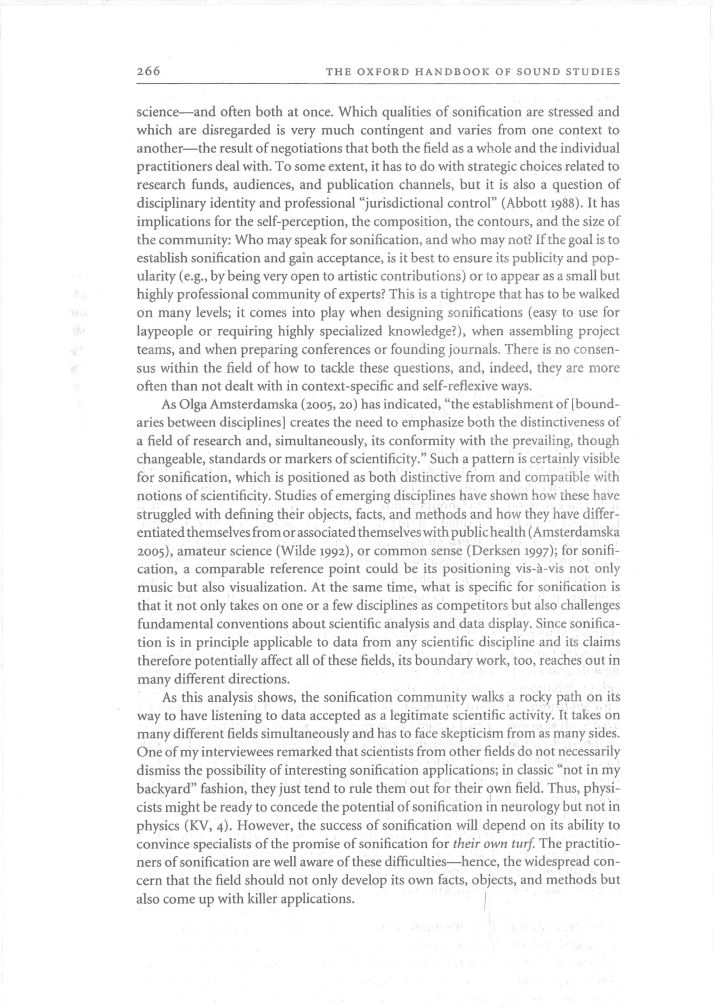 266 THE OXFORD HANDBOOK OF SOUND STUDIES
science—and often both at once. Which qualities of sonification are stressed and
which are disregarded is very much contingent and varies from one context to
another—the result of negotiations that both the field as a whole and the individual
practitioners deal with. To some extent, it has to do with strategic choices related to
research funds, audiences, and publication channels, but it is also a question of
disciplinary identity and professional “jurisdictional control” (Abbott 1988). It has
implications for the self-perception, the composition, the contours, and the size of
the community: Who may speak for sonification, and who may not? If the goal is to
establish sonification and gain acceptance, is it best to ensure its publicity and pop-
ularity (e.g., by being very open to artistic contributions) or to appear as a small but
highly professional community of experts? This is a tightrope that has to be walked
on many levels; it comes into play when designing sonifications (easy to use for
laypeople or requiring highly specialized knowledge?), when assembling project
teams, and when preparing conferences or founding journals. There is no consen-
sus within the field of how to tackle these questions, and, indeed, they are more
often than not dealt with in context-specific and self-reflexive ways.
As Olga Amsterdamska (2005, 20) has indicated, “the establishment of [bound-
aries between disciplines] creates the need to emphasize both the distinctiveness of
a field of research and, simultaneously, its conformity with the prevailing, though
changeable, standards or markers of scientificity.” Such a pattern is certainly visible
for sonification, which is positioned as both distinctive from and compatible with
notions of scientificity. Studies of emerging disciplines have shown how these have
struggled with defining their objects, facts, and methods and how they have differ-
entiated themselves from or associated themselves with public health (Amsterdamska
2005), amateur science (Wilde 1992), or common sense (Derksen 1997); for sonifi-
cation, a comparable reference point could be its positioning vis-à-vis not only
music but also visualization. At the same time, what is specific for sonification is
that it not only takes on one or a few disciplines as competitors but also challenges
fundamental conventions about scientific analysis and data display. Since sonifica-
tion is in principle applicable to data from any scientific discipline and its claims
therefore potentially affect all of these fields, its boundary work, too, reaches out in
many different directions.
As this analysis shows, the sonification community walks a rocky path on its
way to have listening to data accepted as a legitimate scientific activity. It takes on
many different fields simultaneously and has to face skepticism from as many sides.
One of my interviewees remarked that scientists from other fields do not necessarily
dismiss the possibility of interesting sonification applications; in classic “not in my
backyard” fashion, they just tend to rule them out for their own field. Thus, physi-
cists might be ready to concede the potential of sonification in neurology but not in
physics (KV, 4). However, the success of sonification will depend on its ability to
convince specialists of the promise of sonification for their own turf. The practitio-
ners of sonification are well aware of these difficulties—hence, the widespread con-
cern that the field should not only develop its own facts, objects, and methods but
also come up with killer applications.